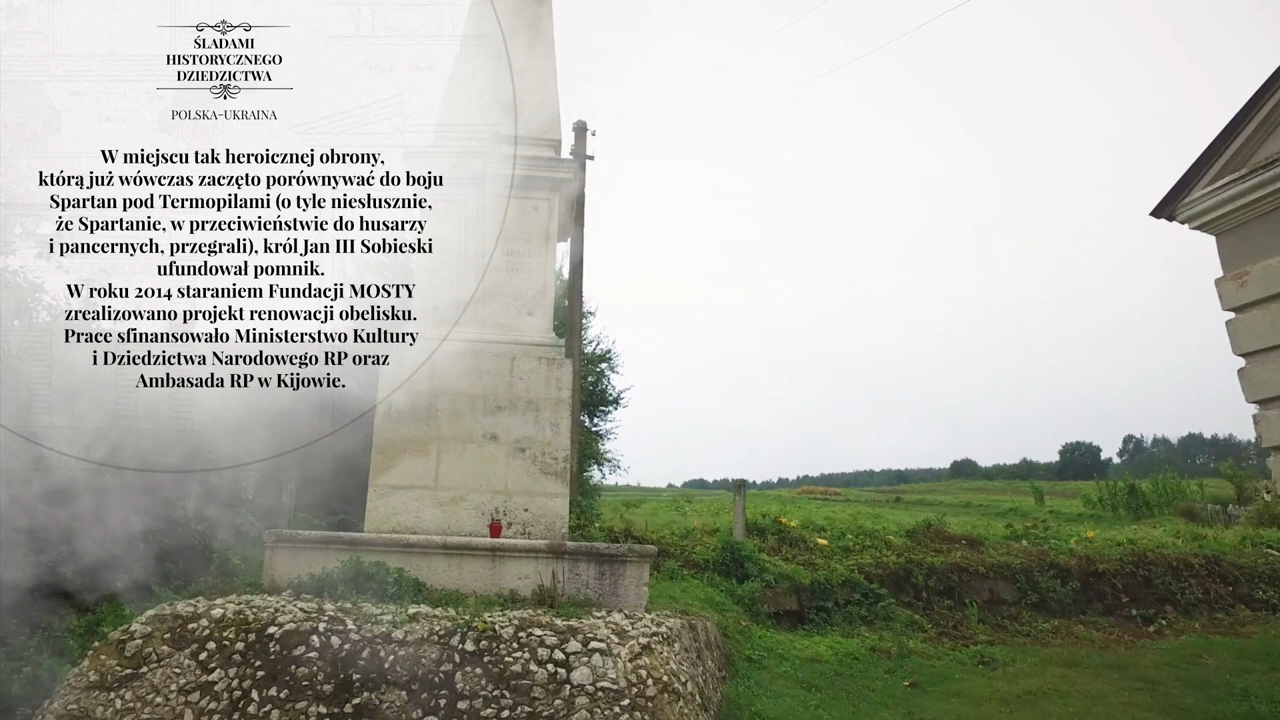 ŚLADAMI
HISTORYCZNEGO
DZIEDZICTWA
POLSKA-UKRAINA
W miejscu tak heroicznej obrony,
którą już wówczas zaczęto porównywać do boju
Spartan pod Termopilami (o tyle niesłusznie,
że Spartanie, w przeciwieństwie do husarzy
i pancernych, przegrali), król Jan III Sobieski
ufundował pomnik.
W roku 2014 staraniem Fundacji MOSTY
zrealizowano projekt renowacji obelisku.
Prace sfinansowało Ministerstwo Kultury
i Dziedzictwa Narodowego RP oraz
Ambasada RP w Kijowie.